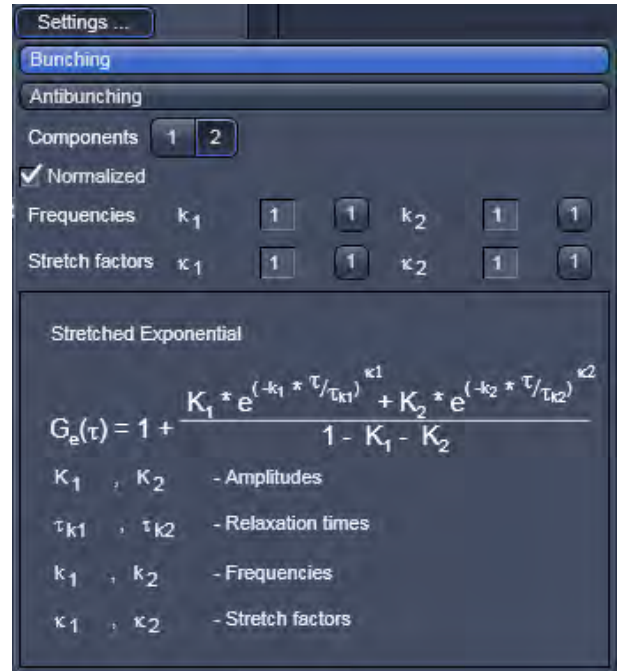 Settings ...
Bunching
Antibunching
Components 1 2
Normalized
Frequencies k1 1 1 k2 1 1
Stretch factors κ1 1 1 κ2 1 1
Stretched Exponential
Ge(τ) = 1 + (K1 * e^(-k1 * τ/τk1)^κ1 + K2 * e^(-k2 * τ/τk2)^κ2) / (1 - K1 - K2)
K1 , K2 - Amplitudes
τk1 , τk2 - Relaxation times
k1 , k2 - Frequencies
κ1 , κ2 - Stretch factors